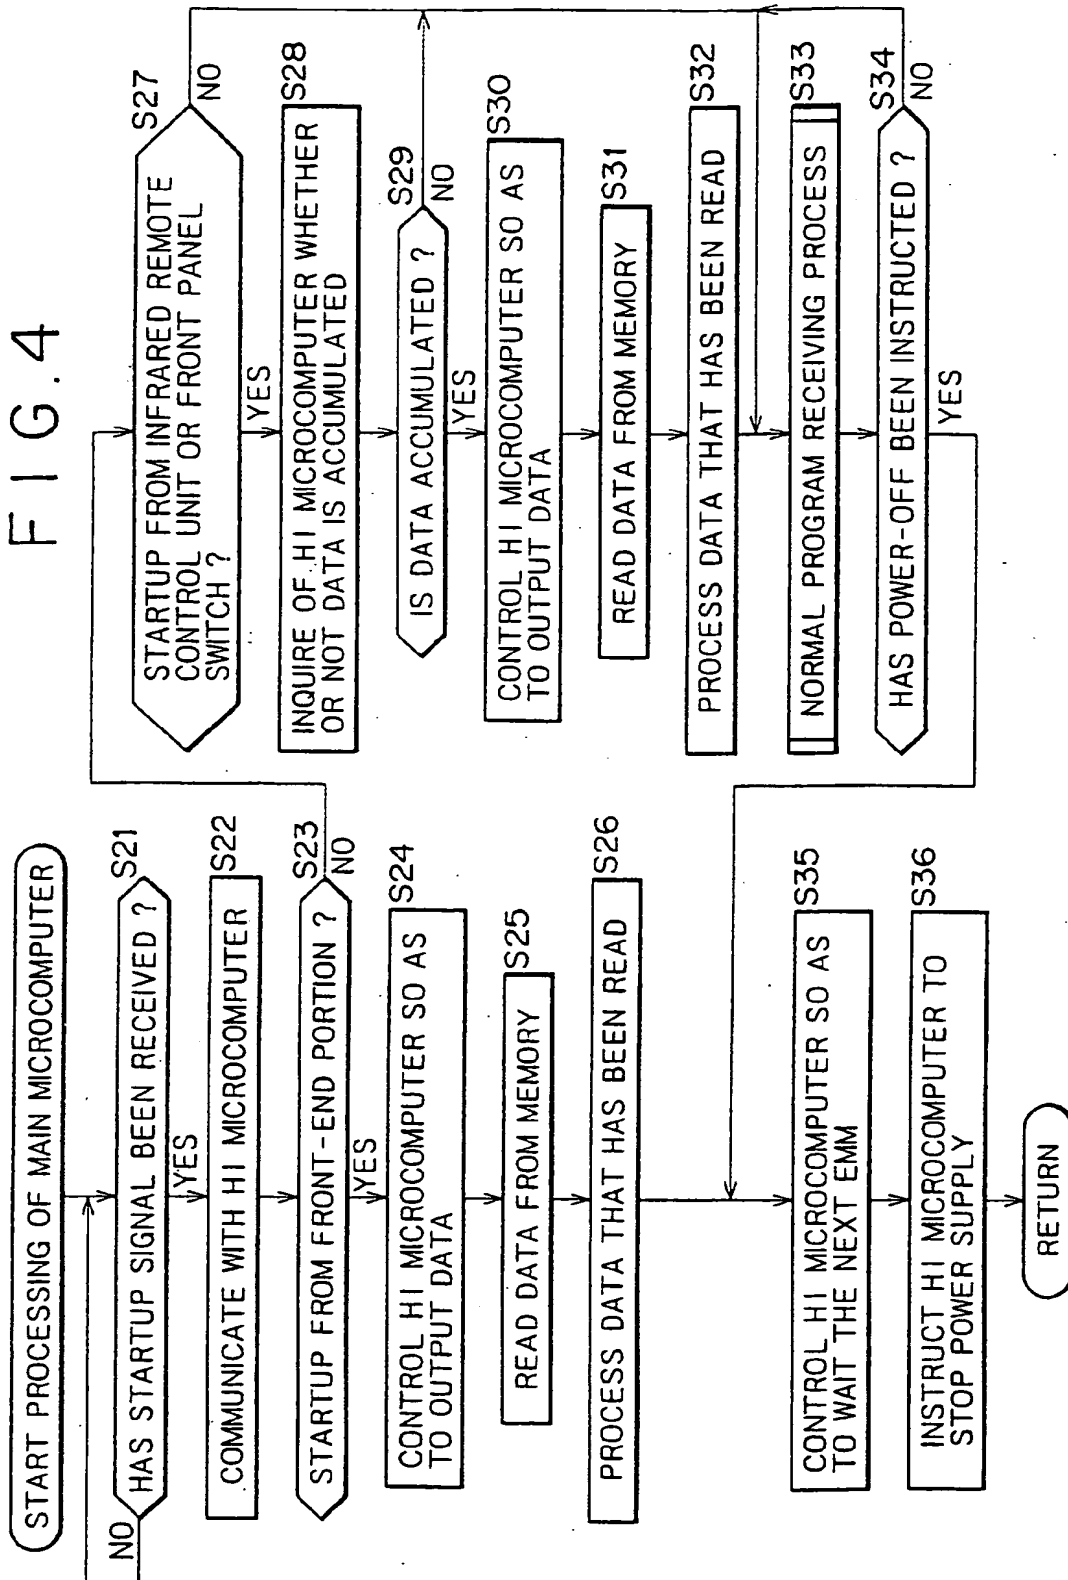 FIG.4
START PROCESSING OF MAIN MICROCOMPUTER
S21
HAS STARTUP SIGNAL BEEN RECEIVED ?
NO
YES
S22
COMMUNICATE WITH HI MICROCOMPUTER
S23
STARTUP FROM FRONT-END PORTION ?
NO
YES
S24
CONTROL HI MICROCOMPUTER SO AS
TO OUTPUT DATA
S25
READ DATA FROM MEMORY
S26
PROCESS DATA THAT HAS BEEN READ
S35
CONTROL HI MICROCOMPUTER SO AS
TO WAIT THE NEXT EMM
S36
INSTRUCT HI MICROCOMPUTER TO
STOP POWER SUPPLY
RETURN
S27
STARTUP FROM INFRARED REMOTE
CONTROL UNIT OR FRONT PANEL
SWITCH ?
NO
YES
S28
INQUIRE OF HI MICROCOMPUTER WHETHER
OR NOT DATA IS ACCUMULATED
S29
IS DATA ACCUMULATED ?
NO
YES
S30
CONTROL HI MICROCOMPUTER SO AS
TO OUTPUT DATA
S31
READ DATA FROM MEMORY
S32
PROCESS DATA THAT HAS BEEN READ
S33
NORMAL PROGRAM RECEIVING PROCESS
S34
HAS POWER-OFF BEEN INSTRUCTED ?
NO
YES